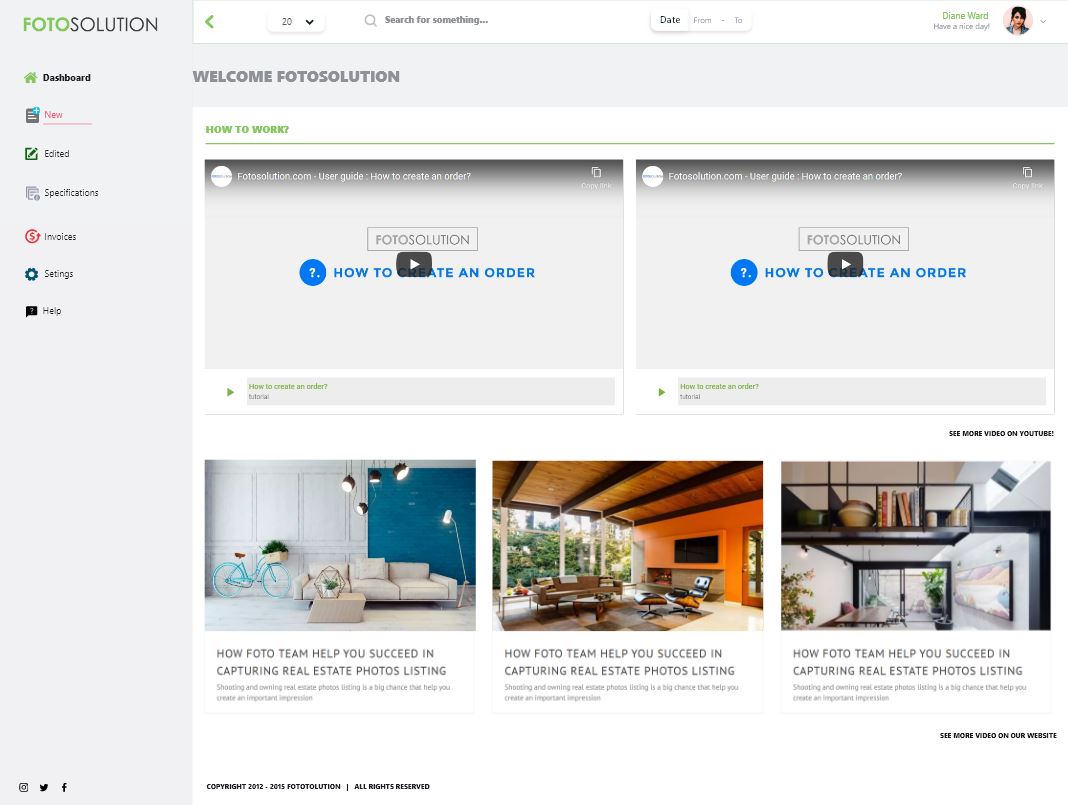 FOTOSOLUTION
20
Search for something...
Date From - To
Diane Ward
Have a nice day!
Dashboard
New
Edited
Specifications
Invoices
Setings
Help
WELCOME FOTOSOLUTION
HOW TO WORK?
Fotosolution.com - User guide : How to create an order?
Copy link
FOTOSOLUTION
?. HOW TO CREATE AN ORDER
How to create an order?
tutorial
Fotosolution.com - User guide : How to create an order?
Copy link
FOTOSOLUTION
?. HOW TO CREATE AN ORDER
How to create an order?
tutorial
SEE MORE VIDEO ON YOUTUBE!
HOW FOTO TEAM HELP YOU SUCCEED IN
CAPTURING REAL ESTATE PHOTOS LISTING
Shooting and owning real estate photos listing is a big chance that help you
create an important impression
HOW FOTO TEAM HELP YOU SUCCEED IN
CAPTURING REAL ESTATE PHOTOS LISTING
Shooting and owning real estate photos listing is a big chance that help you
create an important impression
HOW FOTO TEAM HELP YOU SUCCEED IN
CAPTURING REAL ESTATE PHOTOS LISTING
Shooting and owning real estate photos listing is a big chance that help you
create an important impression
SEE MORE VIDEO ON OUR WEBSITE
COPYRIGHT 2012 - 2015 FOTOTOLUTION | ALL RIGHTS RESERVED